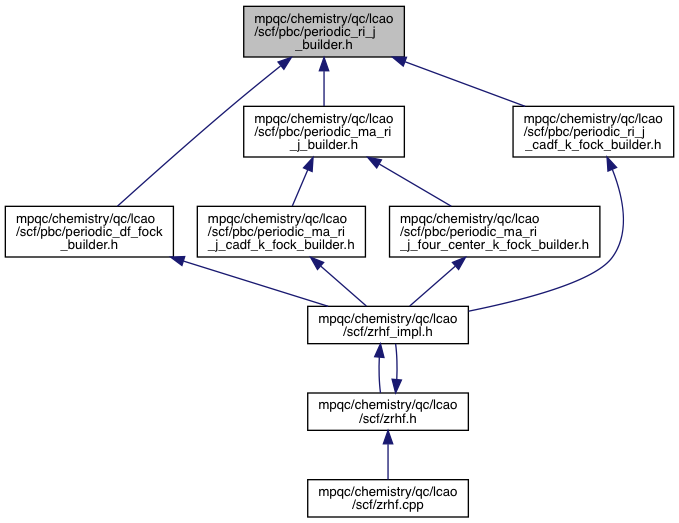 mpqc/chemistry/qc/lcao
/scf/pbc/periodic_ri_j
_builder.h
mpqc/chemistry/qc/lcao
/scf/pbc/periodic_ma_ri
_j_builder.h
mpqc/chemistry/qc/lcao
/scf/pbc/periodic_ri_j
_cadf_k_fock_builder.h
mpqc/chemistry/qc/lcao
/scf/pbc/periodic_df_fock
_builder.h
mpqc/chemistry/qc/lcao
/scf/pbc/periodic_ma_ri
_j_cadf_k_fock_builder.h
mpqc/chemistry/qc/lcao
/scf/pbc/periodic_ma_ri
_j_four_center_k_fock_builder.h
mpqc/chemistry/qc/lcao
/scf/zrhf_impl.h
mpqc/chemistry/qc/lcao
/scf/zrhf.h
mpqc/chemistry/qc/lcao
/scf/zrhf.cpp